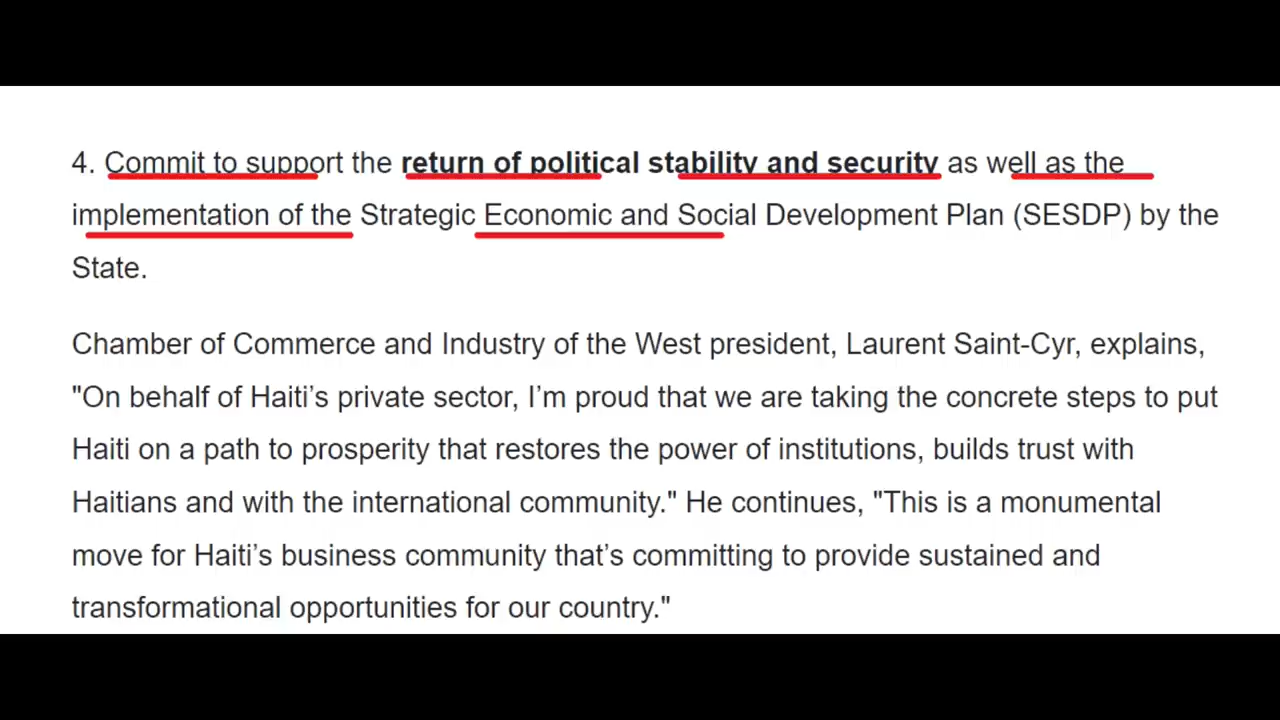 4. Commit to support the return of political stability and security as well as the
implementation of the Strategic Economic and Social Development Plan (SESDP) by the
State.
Chamber of Commerce and Industry of the West president, Laurent Saint-Cyr, explains,
"On behalf of Haiti’s private sector, I’m proud that we are taking the concrete steps to put
Haiti on a path to prosperity that restores the power of institutions, builds trust with
Haitians and with the international community." He continues, "This is a monumental
move for Haiti’s business community that’s committing to provide sustained and
transformational opportunities for our country."